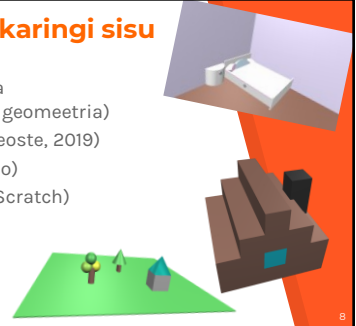 karingi sisu
a
geomeetria)
eoste, 2019)
o)
Scratch)
8